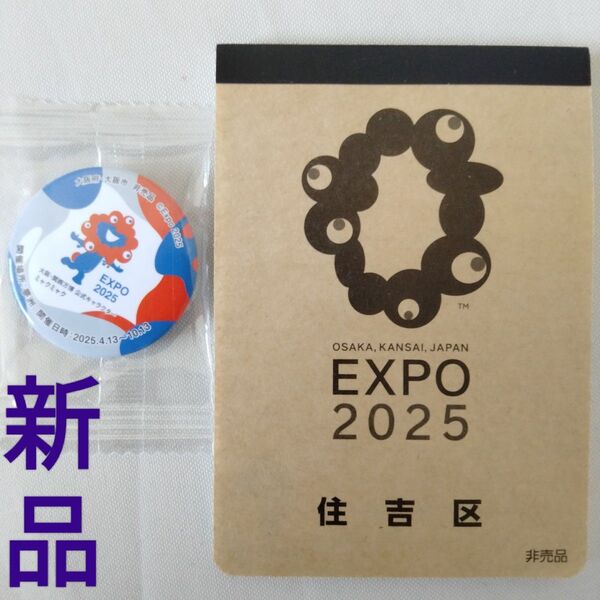 大阪府・大阪市 非売品 ©Expo 2025
EXPO
2025
大阪・関西万博 公式キャラクター
ミャクミャク
開催場所:夢洲 開催日時:2025.4.13~10.13
TM
OSAKA, KANSAI, JAPAN
EXPO
2025
住吉区
非売品
新
品